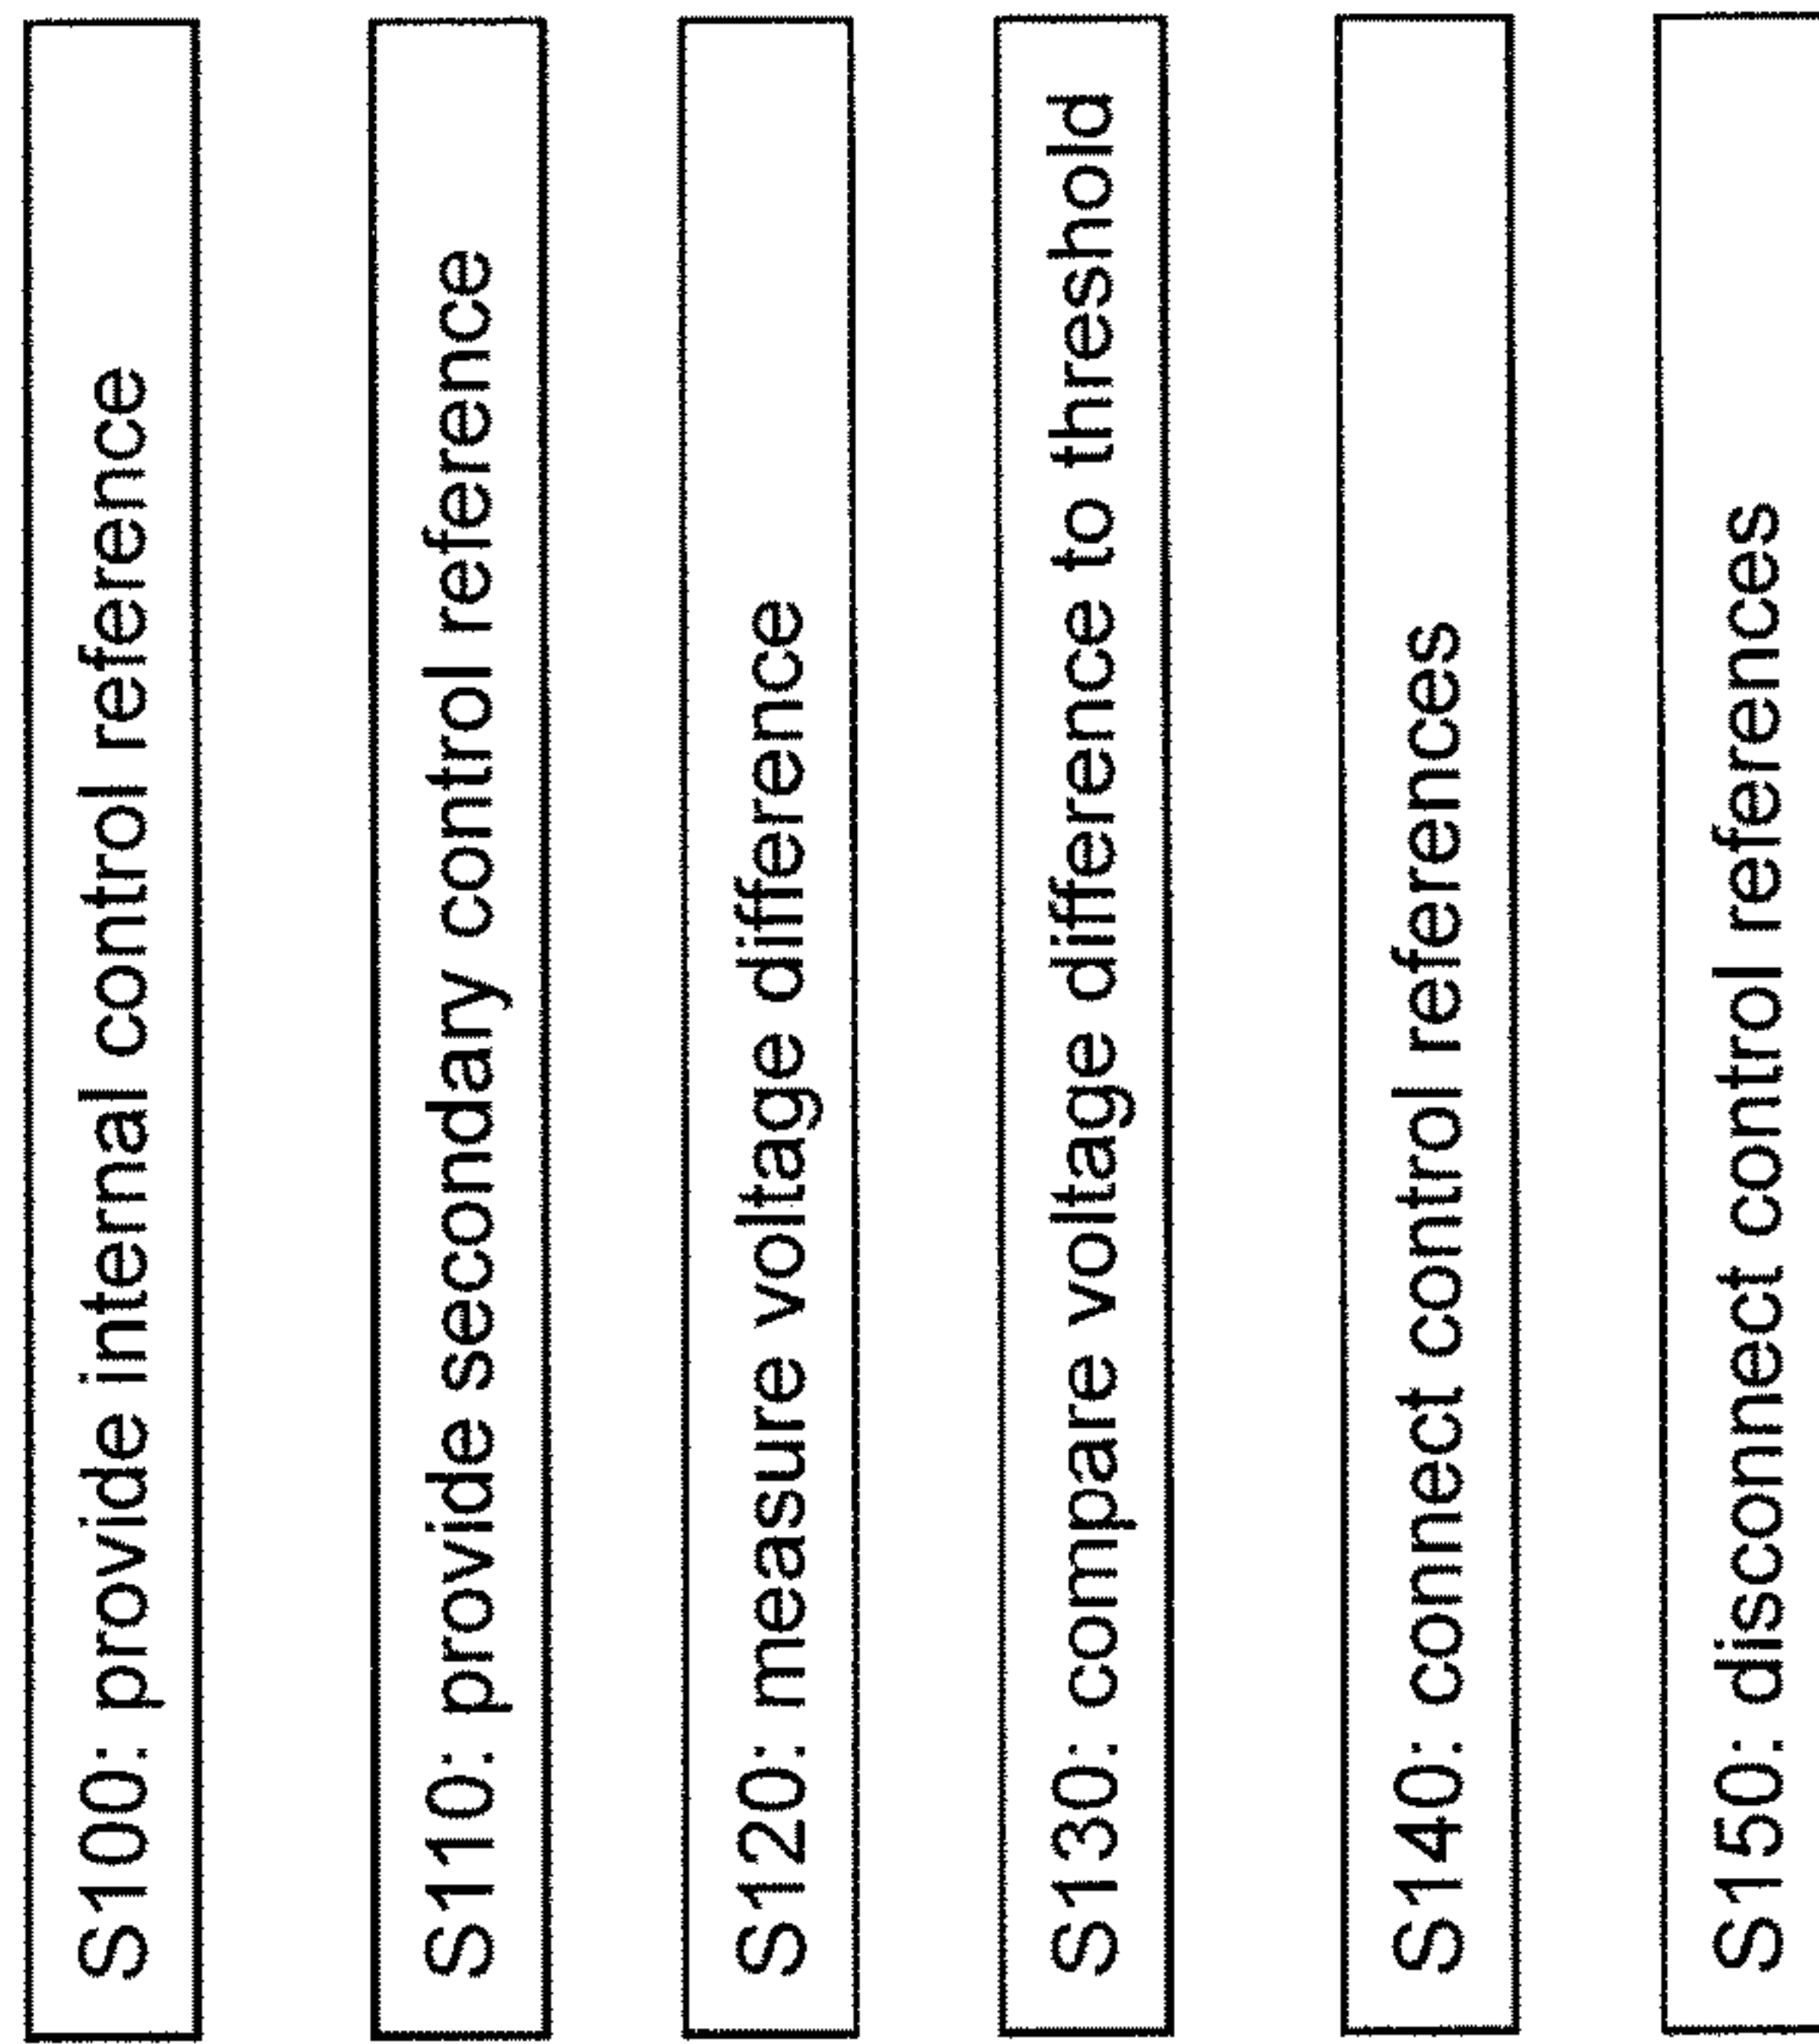 S100: provide internal control reference
S110: provide secondary control reference
S120: measure voltage difference
S130: compare voltage difference to threshold
S140: connect control references
S150: disconnect control references